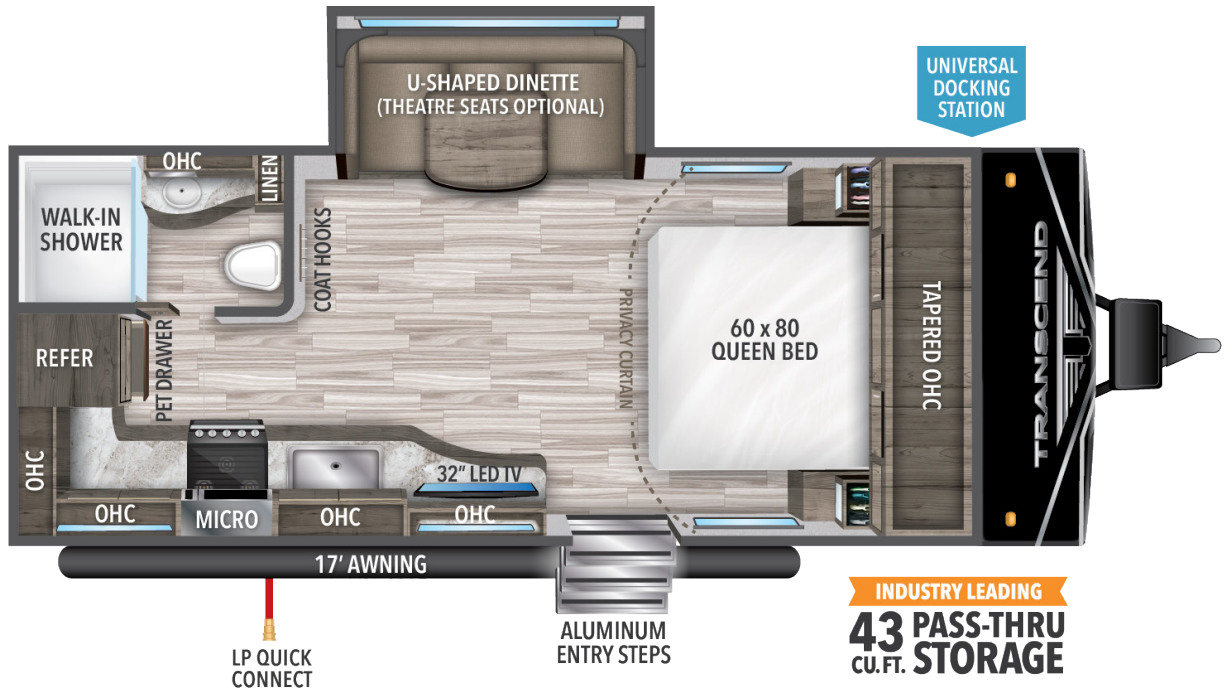 U-SHAPED DINETTE
(THEATRE SEATS OPTIONAL)
UNIVERSAL
DOCKING
STATION
OHC
LINEN
WALK-IN
SHOWER
COAT HOOKS
PRIVACY CURTAIN
60 x 80
QUEEN BED
TAPERED OHC
TRANSCEND
REFER
PET DRAWER
OHC
32” LED TV
OHC
MICRO
OHC
OHC
17’ AWNING
LP QUICK
CONNECT
ALUMINUM
ENTRY STEPS
INDUSTRY LEADING
43
CU.FT.
PASS-THRU
STORAGE